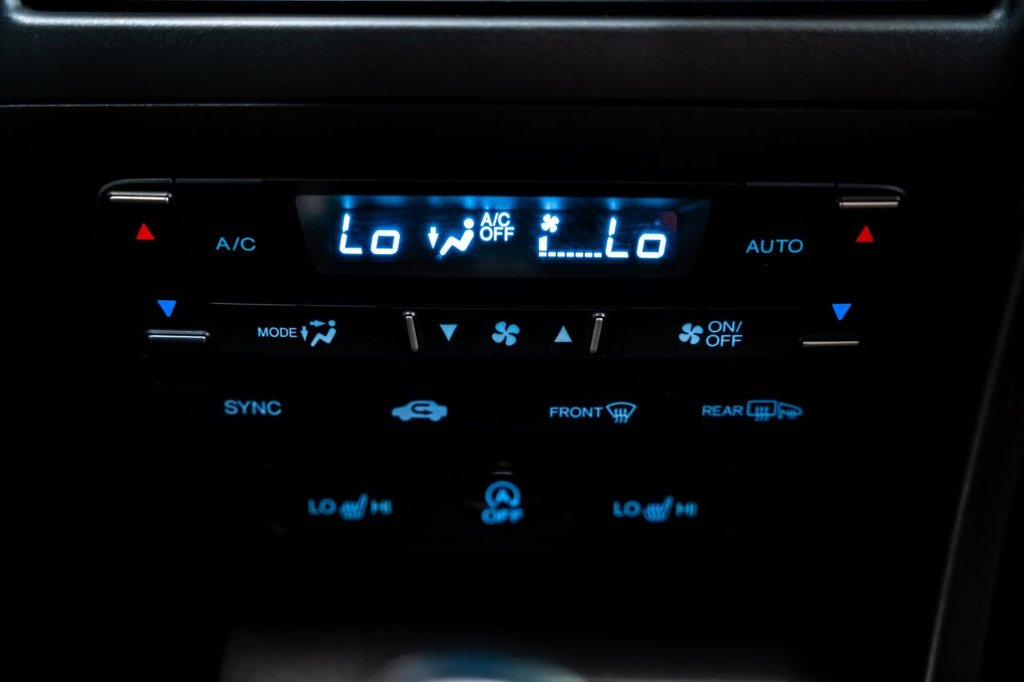 Lo A/C OFF Lo
A/C AUTO
MODE ON/OFF
SYNC FRONT REAR
LO HI A OFF LO HI